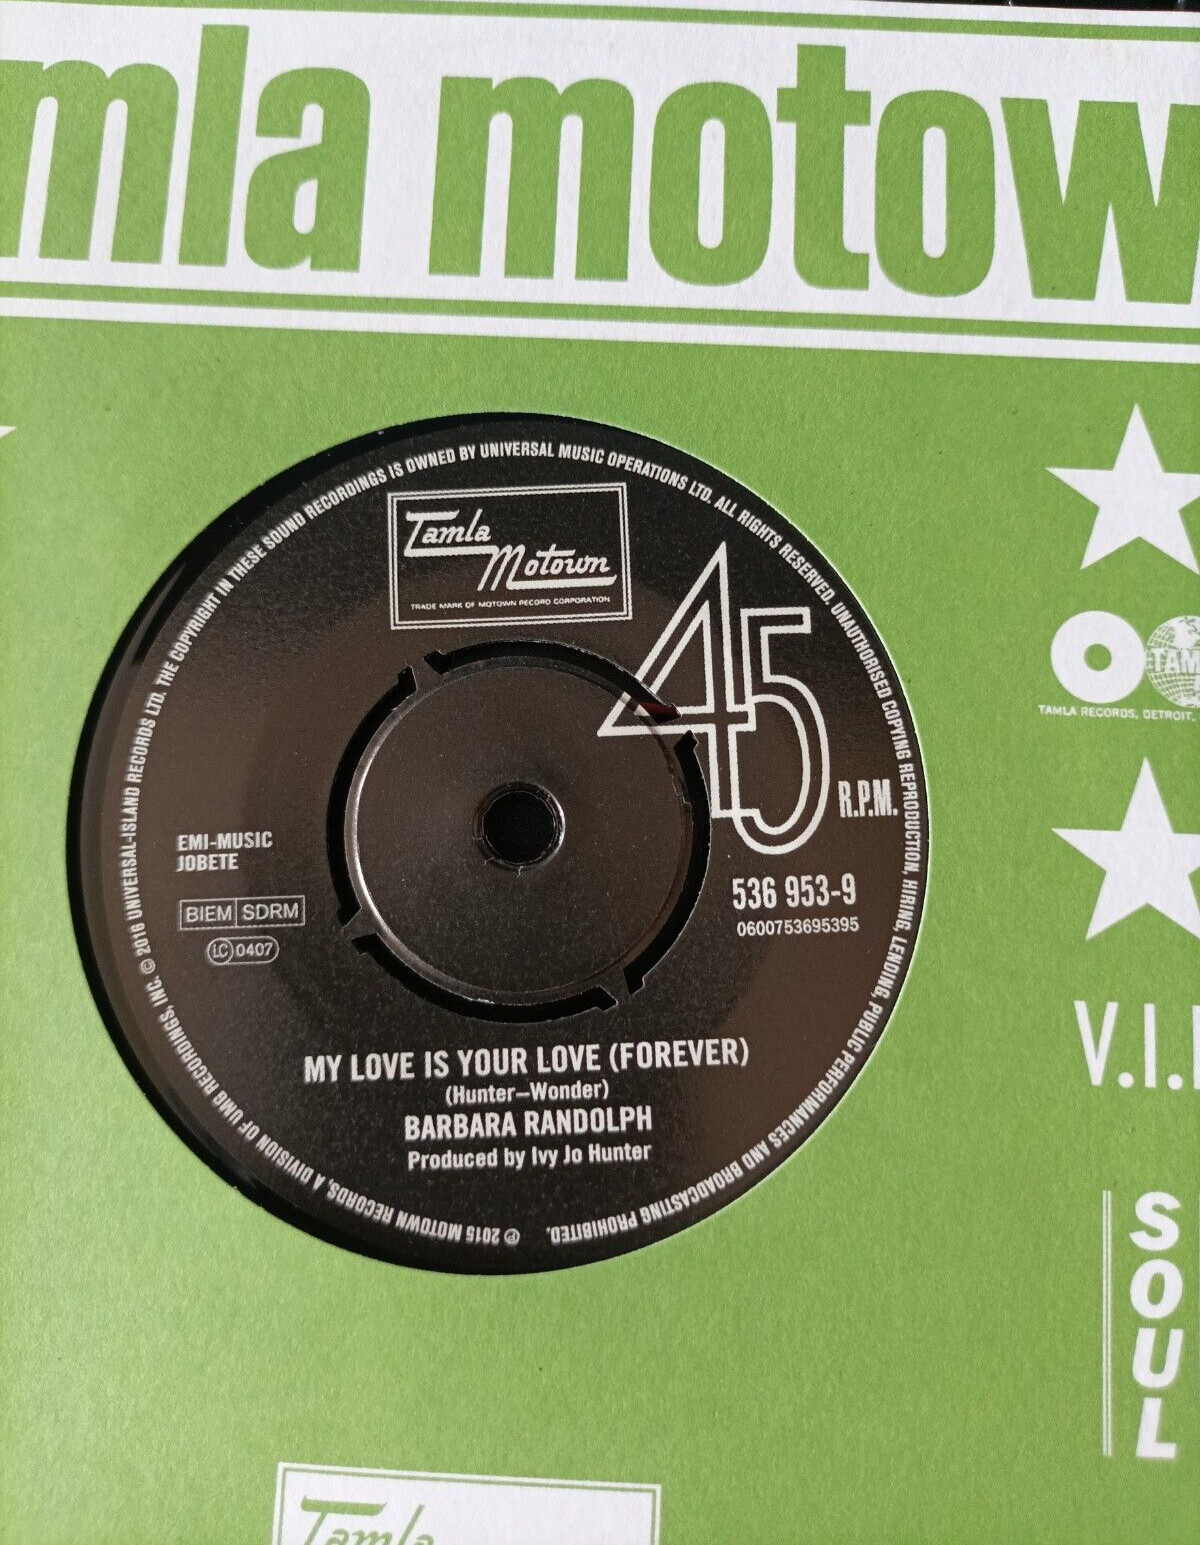 mla motow
THE COPYRIGHT IN THESE SOUND RECORDINGS IS OWNED BY UNIVERSAL MUSIC OPERATIONS LTD. ALL RIGHTS RESERVED. UNAUTHORISED COPYING REPRODUCTION, HIRING, LENDING, PUBLIC PERFORMANCES AND BROADCASTING PROHIBITED.
℗ 2015 MOTOWN RECORDS, A DIVISION OF UMG RECORDINGS, INC. © 2016 UNIVERSAL-ISLAND RECORDS LTD.
Tamla
Motown
TRADE MARK OF MOTOWN RECORD CORPORATION
45
R.P.M.
EMI-MUSIC
JOBETE
BIEM SDRM
LC 0407
536 953-9
0600753695395
MY LOVE IS YOUR LOVE (FOREVER)
(Hunter–Wonder)
BARBARA RANDOLPH
Produced by Ivy Jo Hunter
TAM
TAMLA RECORDS, DETROIT,
V.I.
SOUL
Tamla